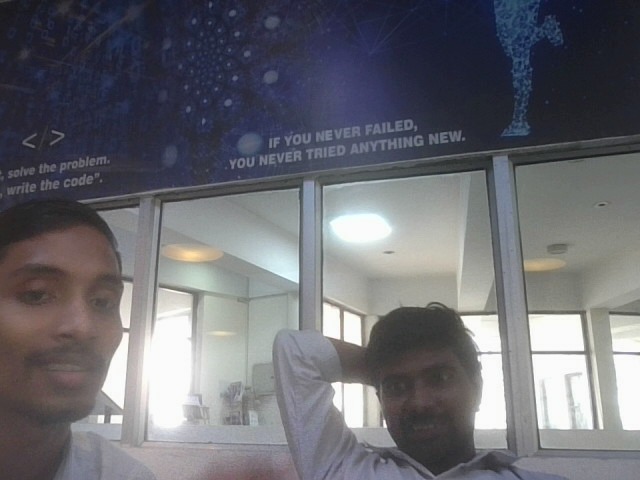 </>
, solve the problem.
, write the code".
IF YOU NEVER FAILED,
YOU NEVER TRIED ANYTHING NEW.